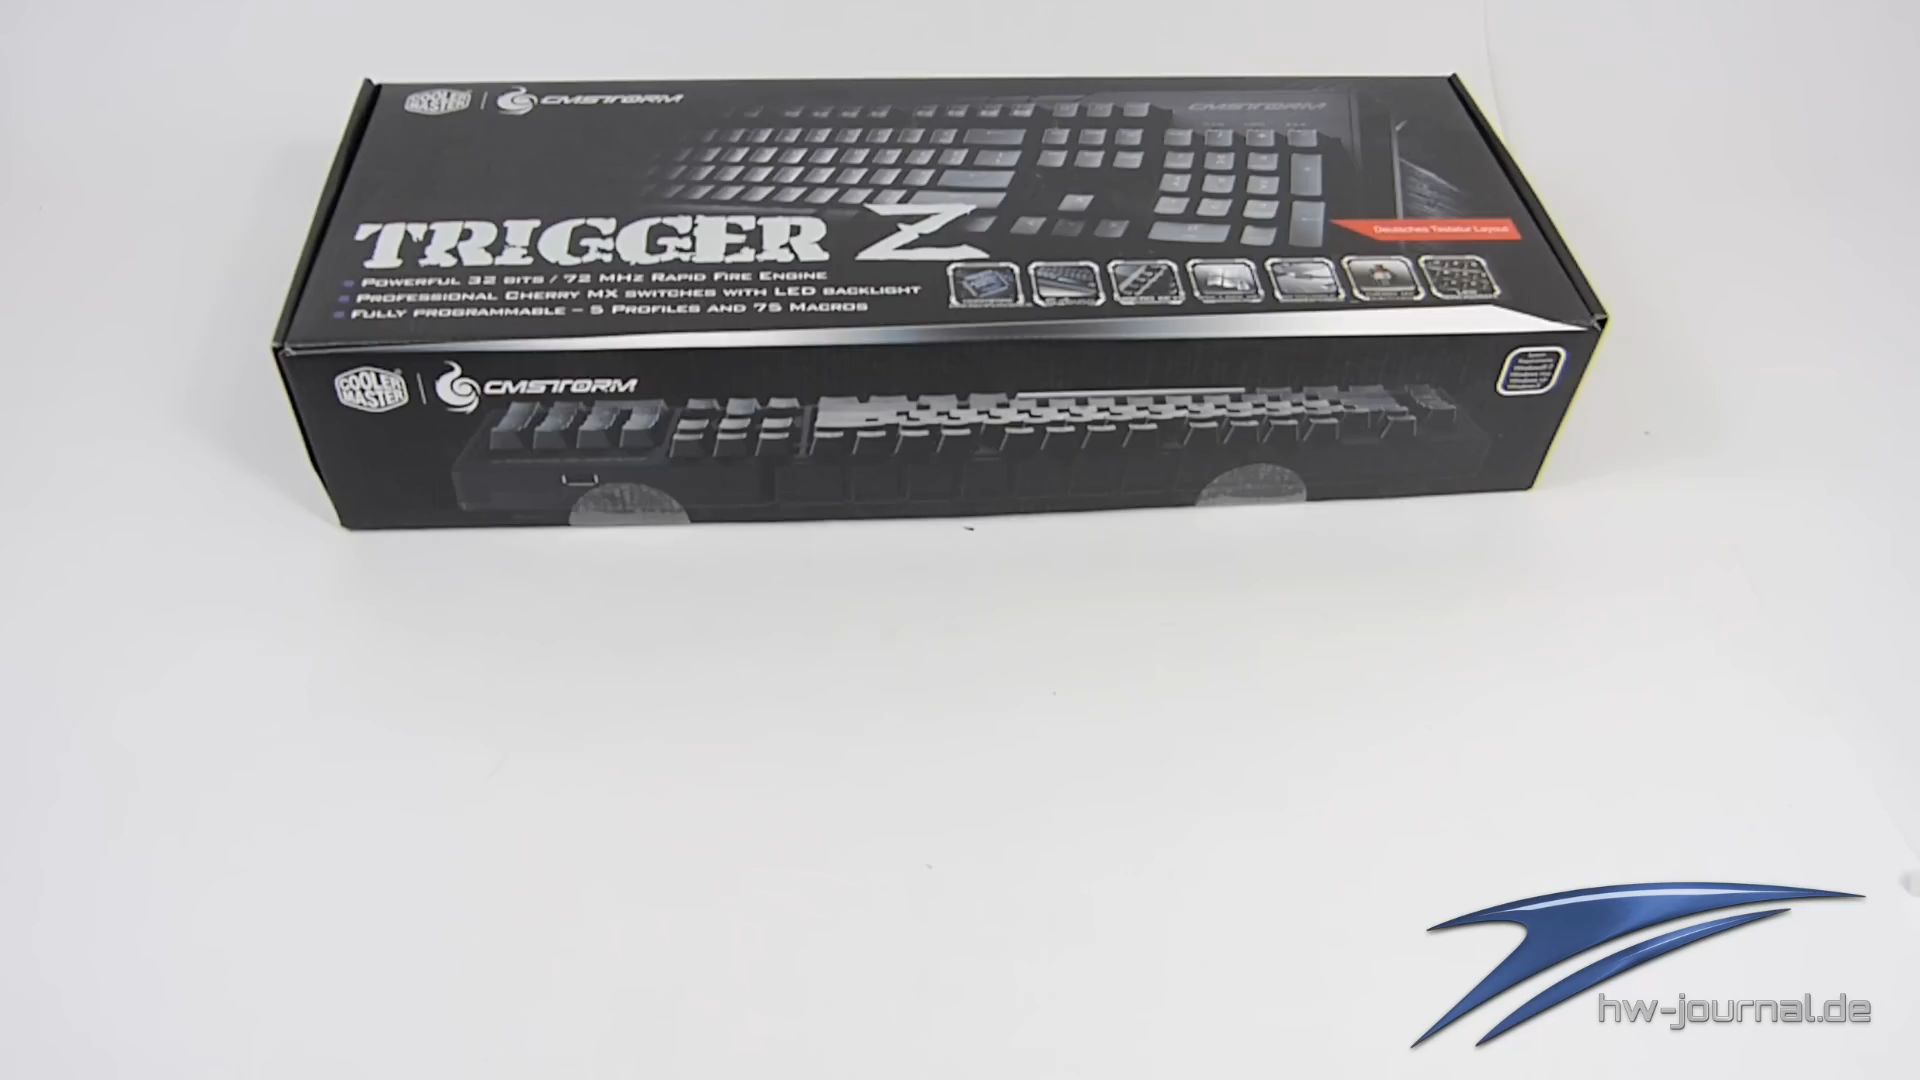 COOLER MASTER
CMSTORM
CMSTORM
TRIGGER Z
Deutsches Tastatur Layout
POWERFUL 32 BITS / 72 MHZ RAPID FIRE ENGINE
PROFESSIONAL CHERRY MX SWITCHES WITH LED BACKLIGHT
FULLY PROGRAMMABLE – 5 PROFILES AND 75 MACROS
COOLER MASTER
CMSTORM
hw-journal.de